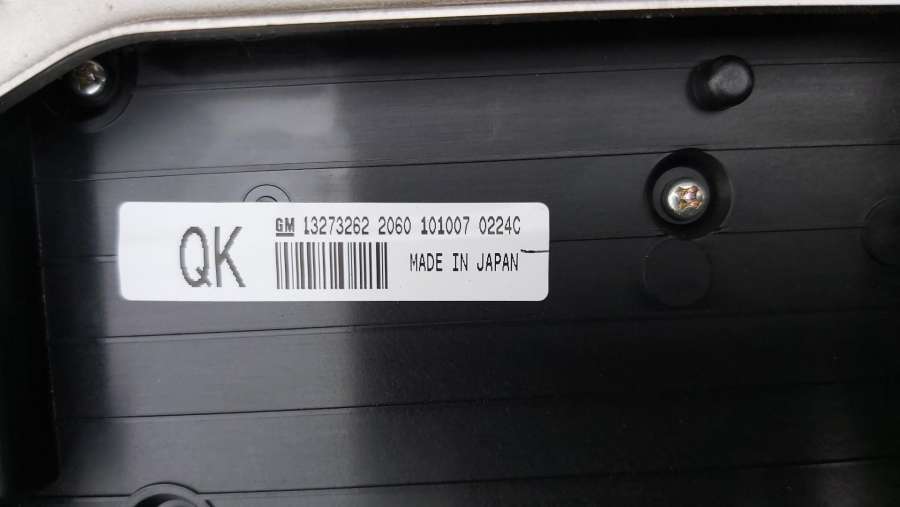 QK
GM 13273262 2060 101007 0224C
MADE IN JAPAN